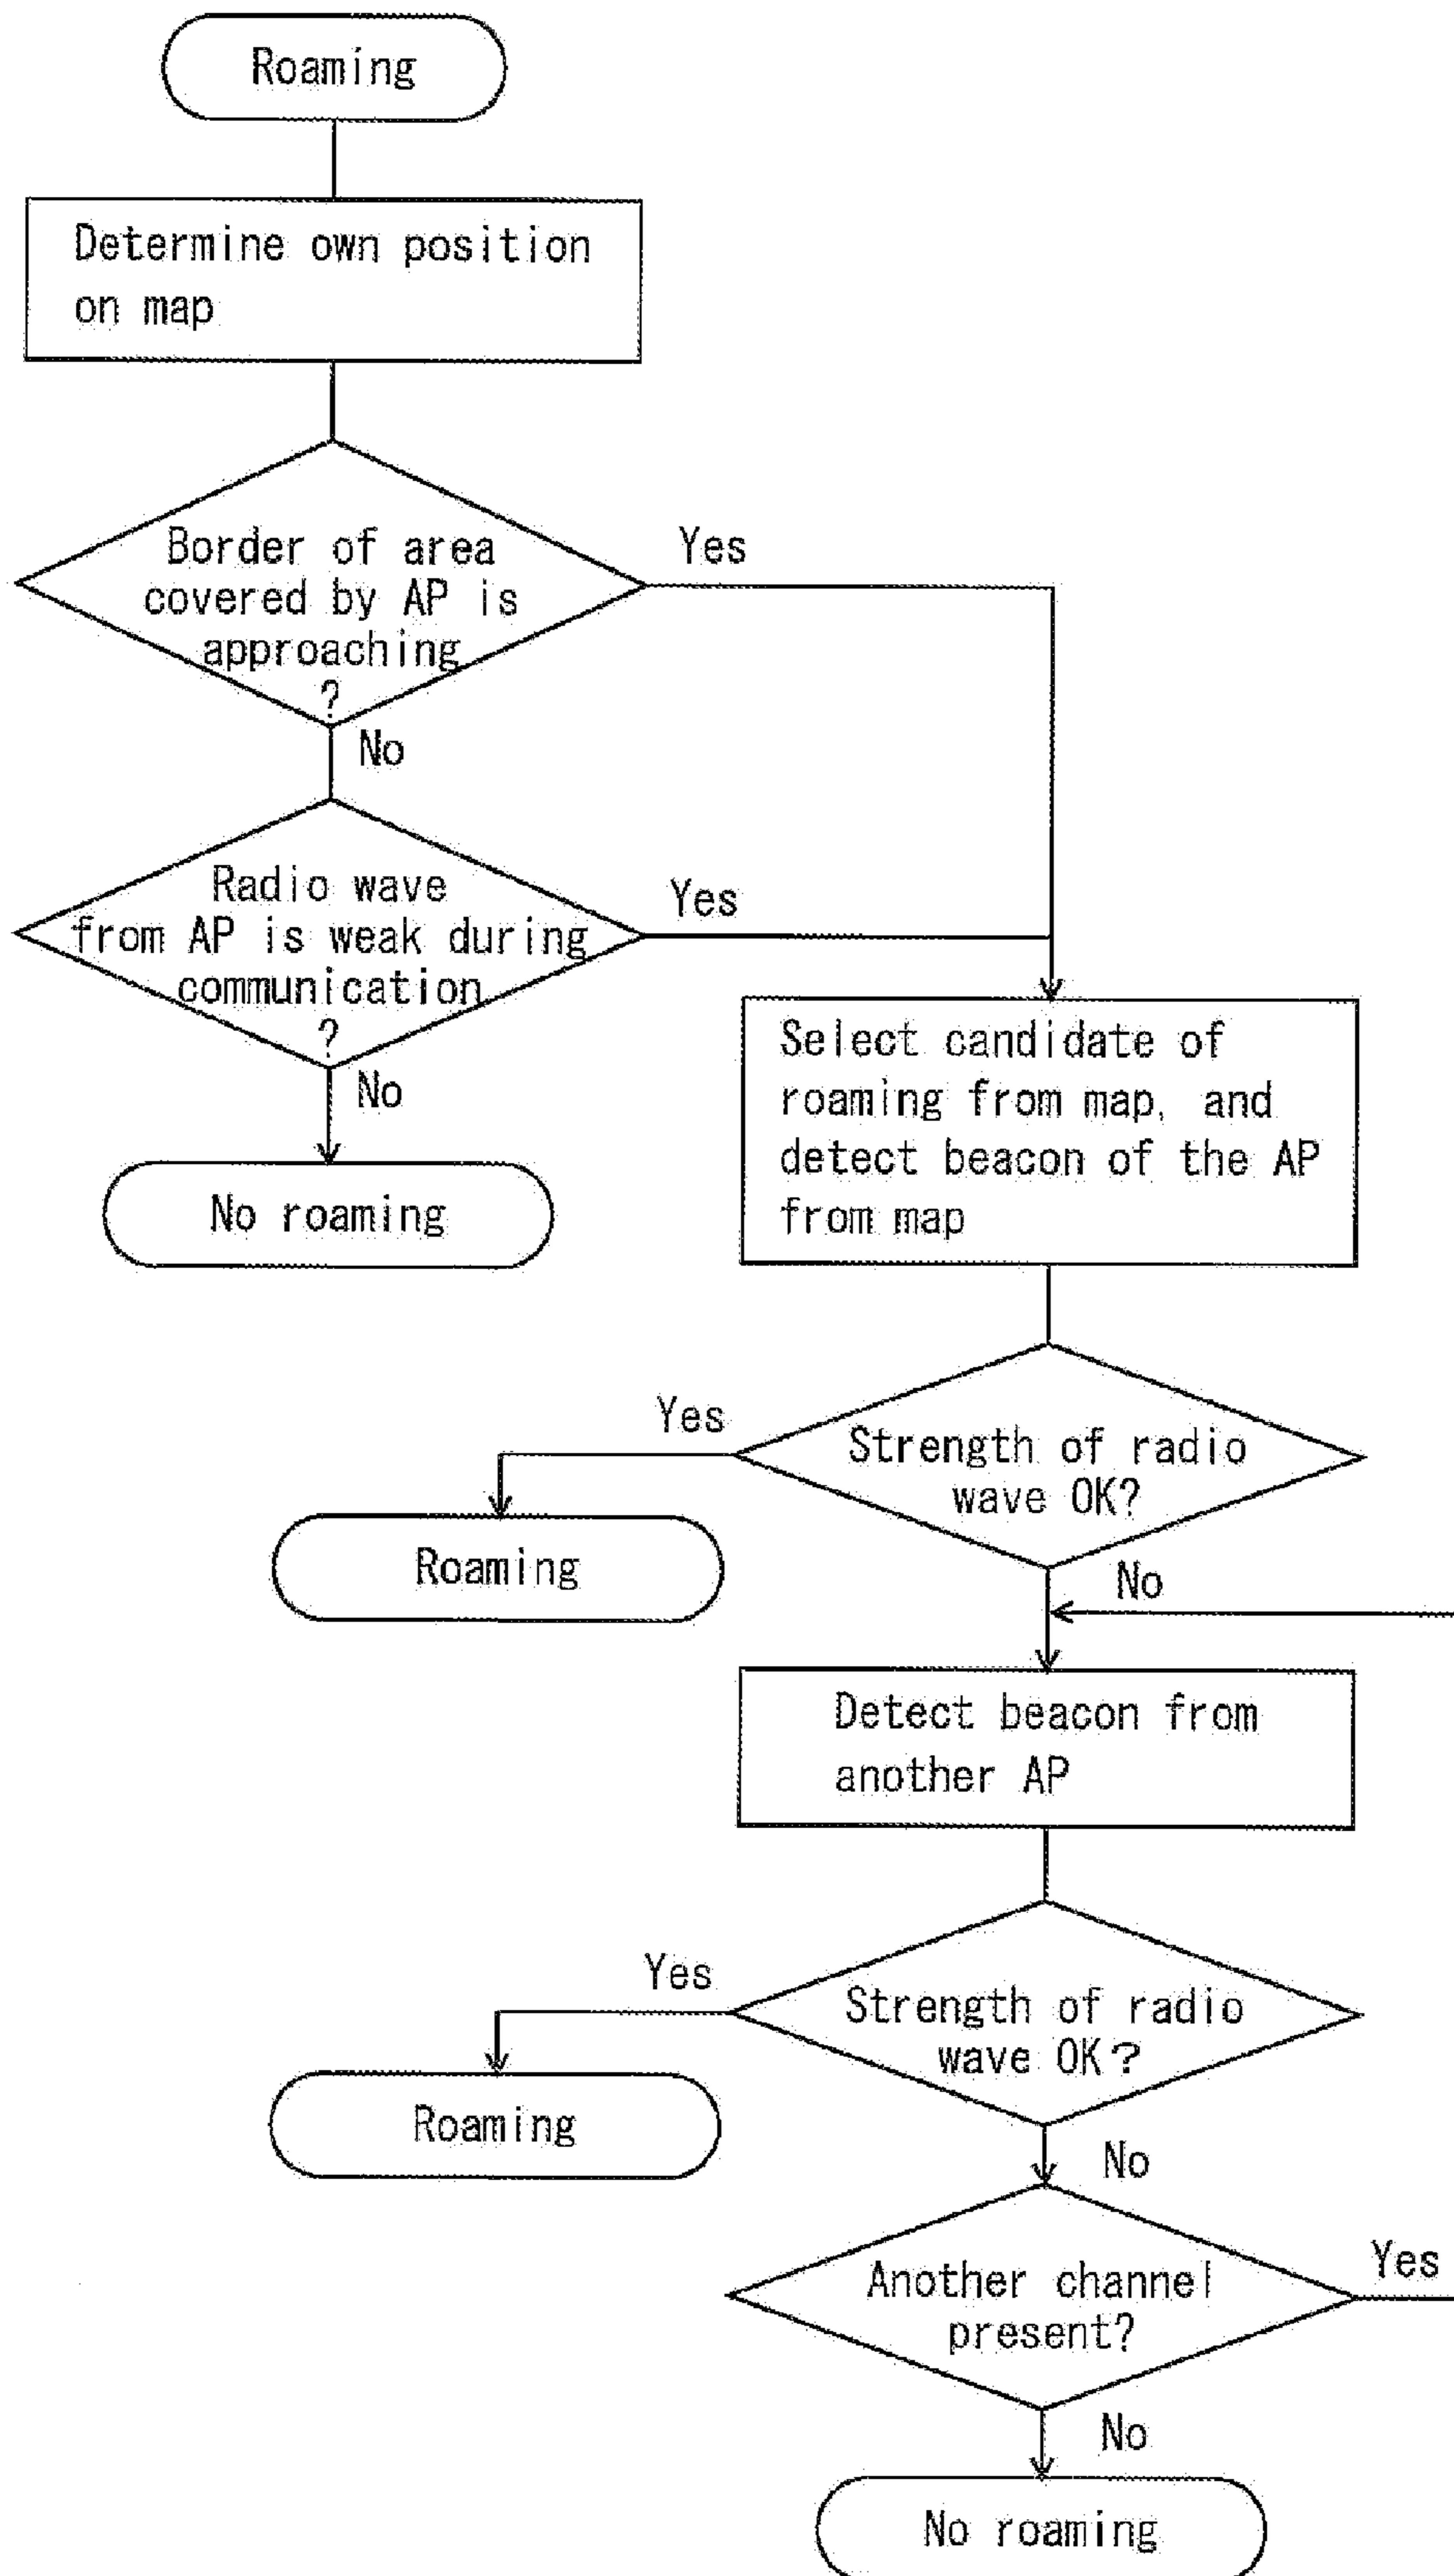 Roaming
Determine own position
on map
Border of area
covered by AP is
approaching
?
Yes
No
Radio wave
from AP is weak during
communication
?
Yes
No
No roaming
Select candidate of
roaming from map, and
detect beacon of the AP
from map
Strength of radio
wave OK?
Yes
Roaming
No
Detect beacon from
another AP
Strength of radio
wave OK?
Yes
Roaming
No
Another channel
present?
Yes
No
No roaming